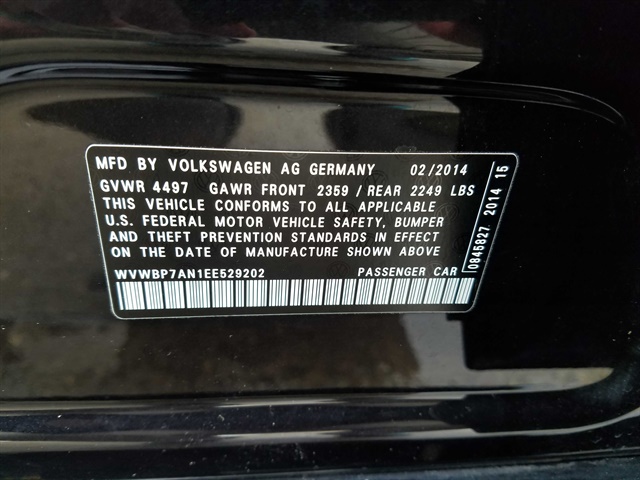 MFD BY VOLKSWAGEN AG GERMANY 02/2014
GVWR 4497 GAWR FRONT 2359 / REAR 2249 LBS
THIS VEHICLE CONFORMS TO ALL APPLICABLE
U.S. FEDERAL MOTOR VEHICLE SAFETY, BUMPER
AND THEFT PREVENTION STANDARDS IN EFFECT
ON THE DATE OF MANUFACTURE SHOWN ABOVE
WVWBP7AN1EE529202 PASSENGER CAR
0845827 2014 15